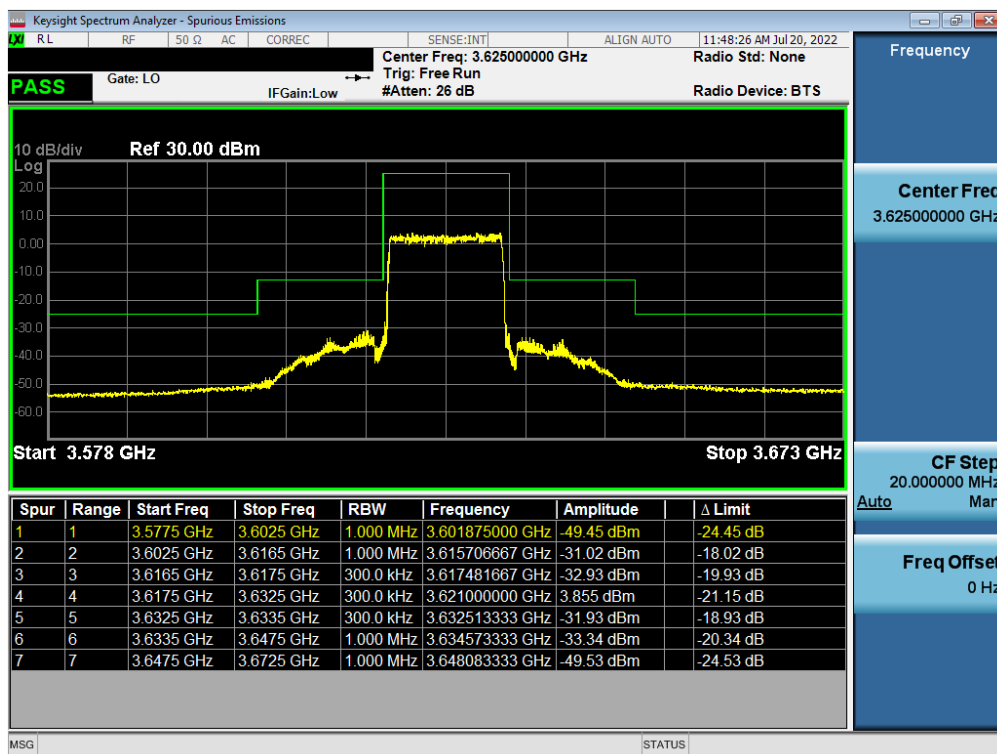 Keysight Spectrum Analyzer - Spurious Emissions
LXI RL RF 50 Ω AC CORREC SENSE:INT ALIGN AUTO 11:48:26 AM Jul 20, 2022
Center Freq: 3.625000000 GHz Radio Std: None
PASS Gate: LO Trig: Free Run
IFGain:Low #Atten: 26 dB Radio Device: BTS
10 dB/div Ref 30.00 dBm
Log
20.0
10.0
0.00
-10.0
-20.0
-30.0
-40.0
-50.0
-60.0
Start 3.578 GHz Stop 3.673 GHz
Spur Range Start Freq Stop Freq RBW Frequency Amplitude Δ Limit
1 1 3.5775 GHz 3.6025 GHz 1.000 MHz 3.601875000 GHz -49.45 dBm -24.45 dB
2 2 3.6025 GHz 3.6165 GHz 1.000 MHz 3.615706667 GHz -31.02 dBm -18.02 dB
3 3 3.6165 GHz 3.6175 GHz 300.0 kHz 3.617481667 GHz -32.93 dBm -19.93 dB
4 4 3.6175 GHz 3.6325 GHz 300.0 kHz 3.621000000 GHz 3.855 dBm -21.15 dB
5 5 3.6325 GHz 3.6335 GHz 300.0 kHz 3.632513333 GHz -31.93 dBm -18.93 dB
6 6 3.6335 GHz 3.6475 GHz 1.000 MHz 3.634573333 GHz -33.34 dBm -20.34 dB
7 7 3.6475 GHz 3.6725 GHz 1.000 MHz 3.648083333 GHz -49.53 dBm -24.53 dB
MSG STATUS
Frequency
Center Freq
3.625000000 GHz
CF Step
20.000000 MHz
Auto Man
Freq Offset
0 Hz